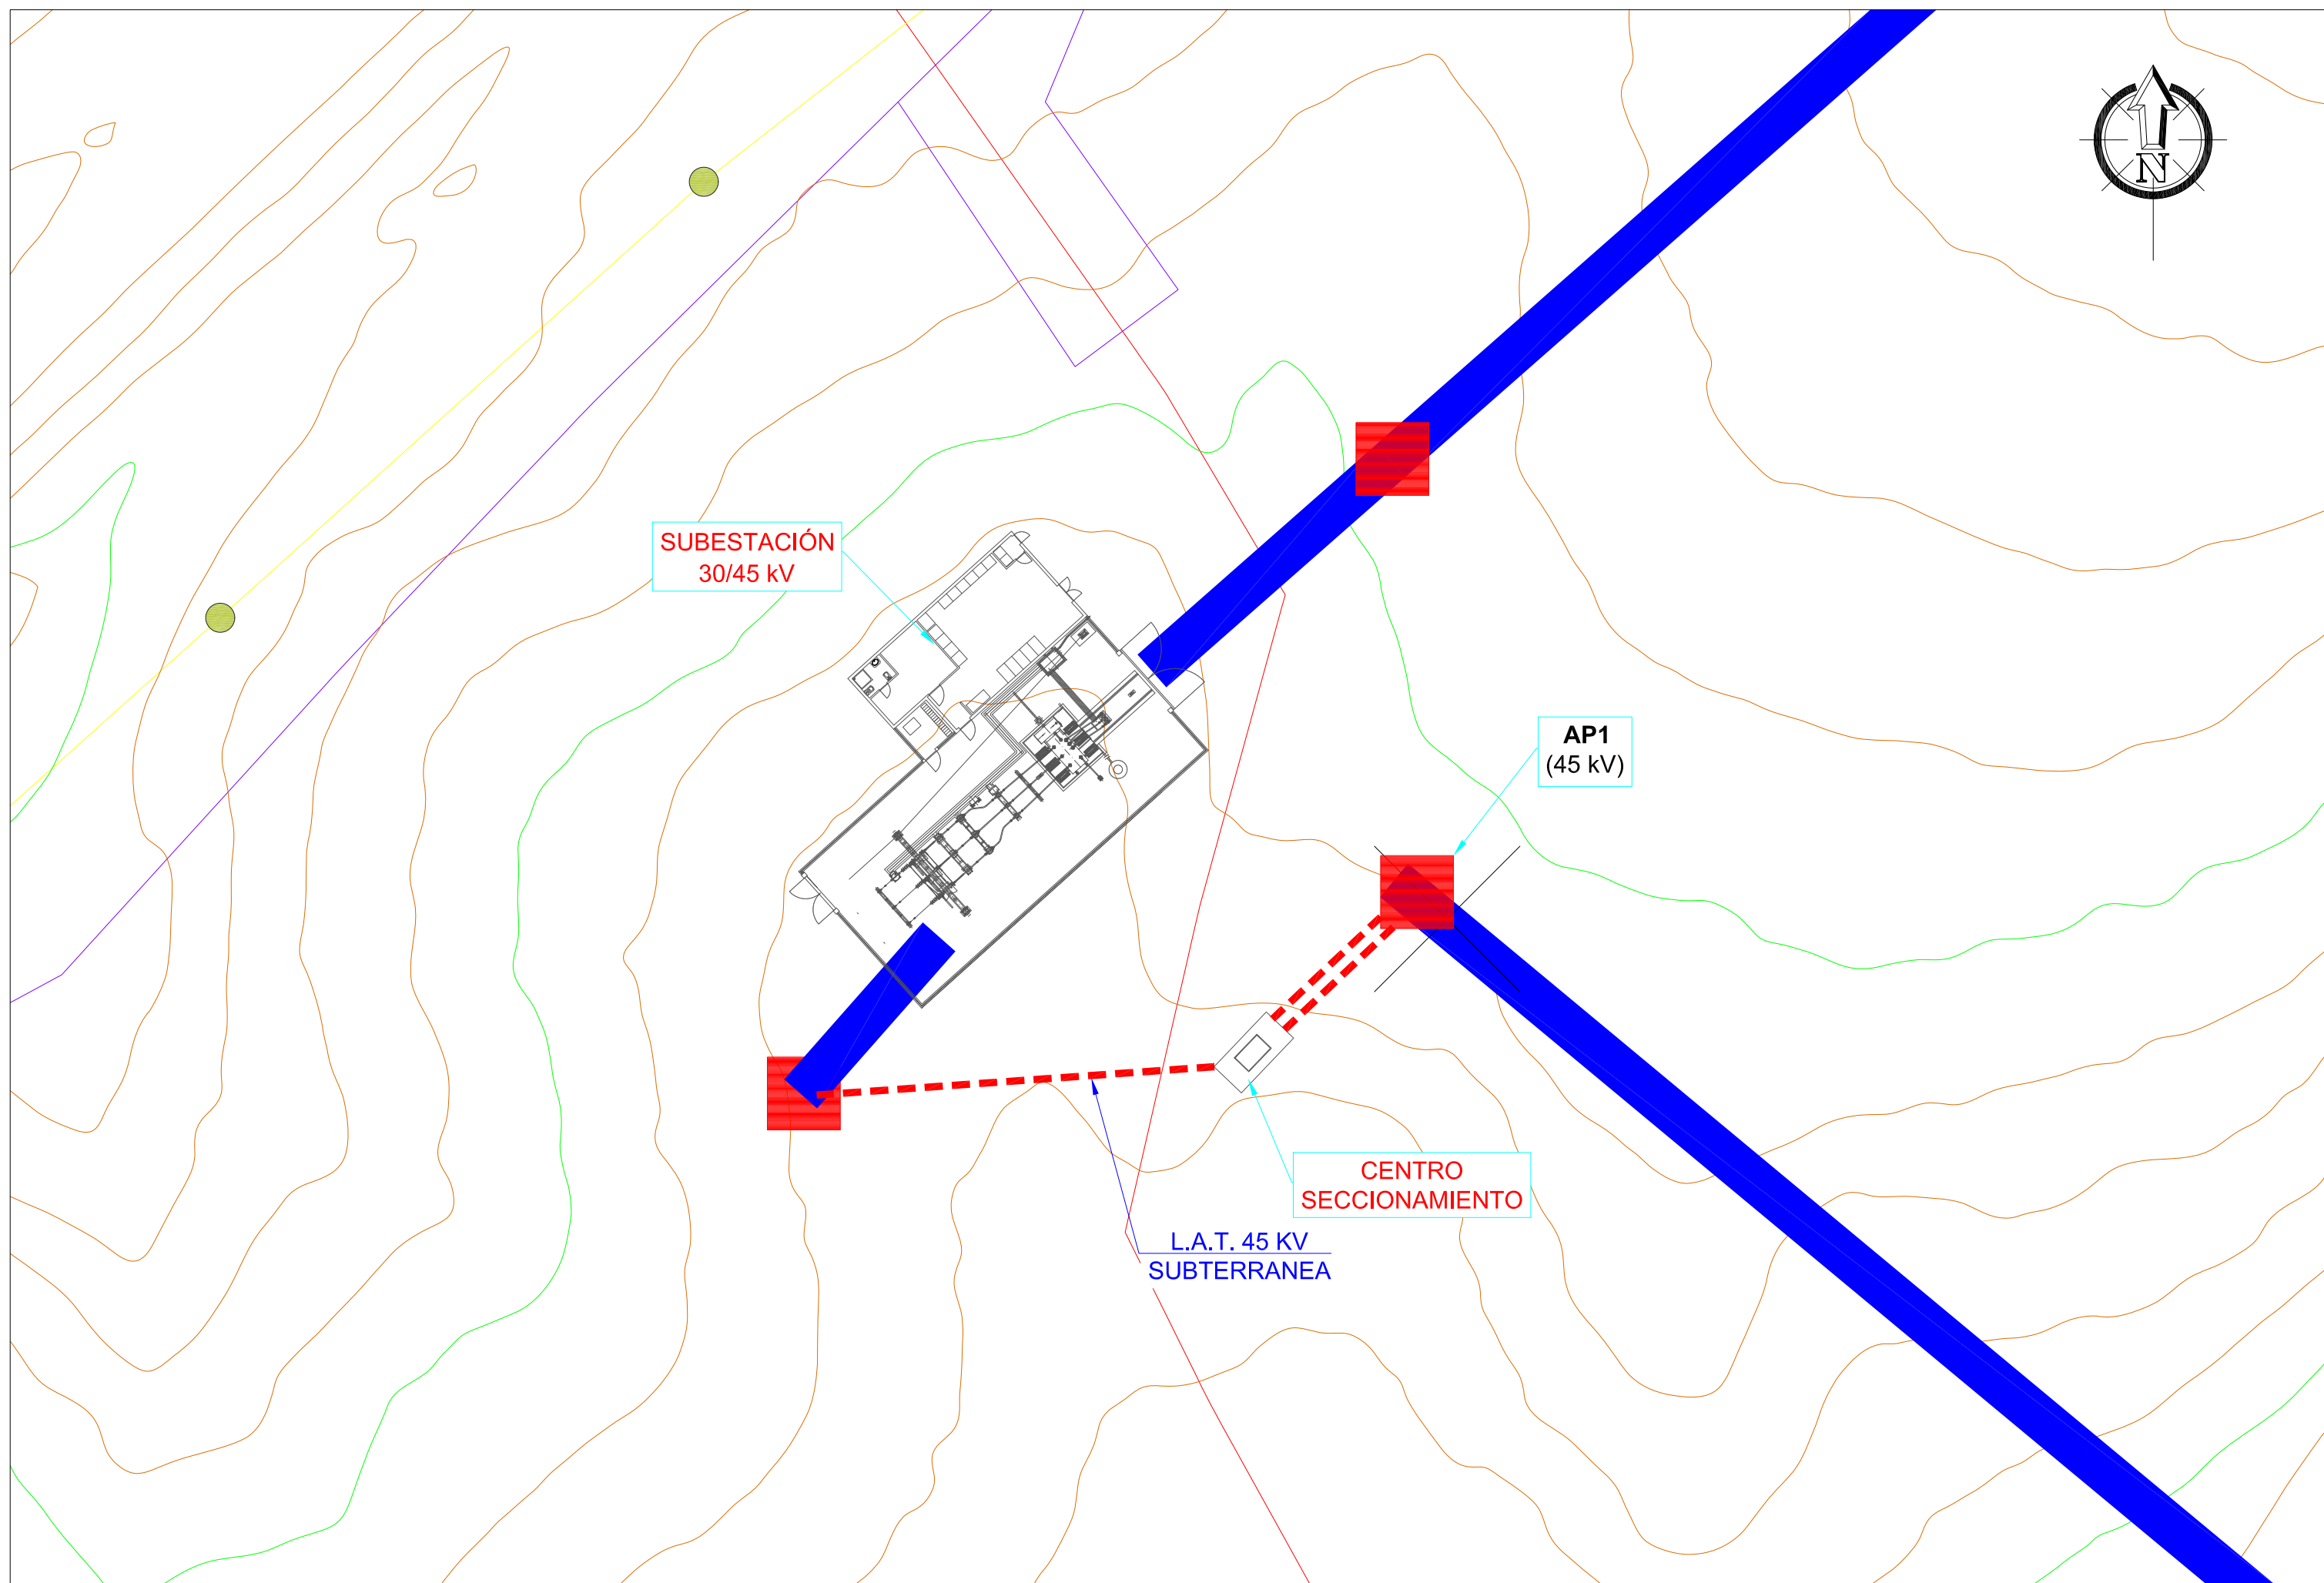 N
SUBESTACIÓN
30/45 kV
AP1
(45 kV)
CENTRO
SECCIONAMIENTO
L.A.T. 45 KV
SUBTERRANEA